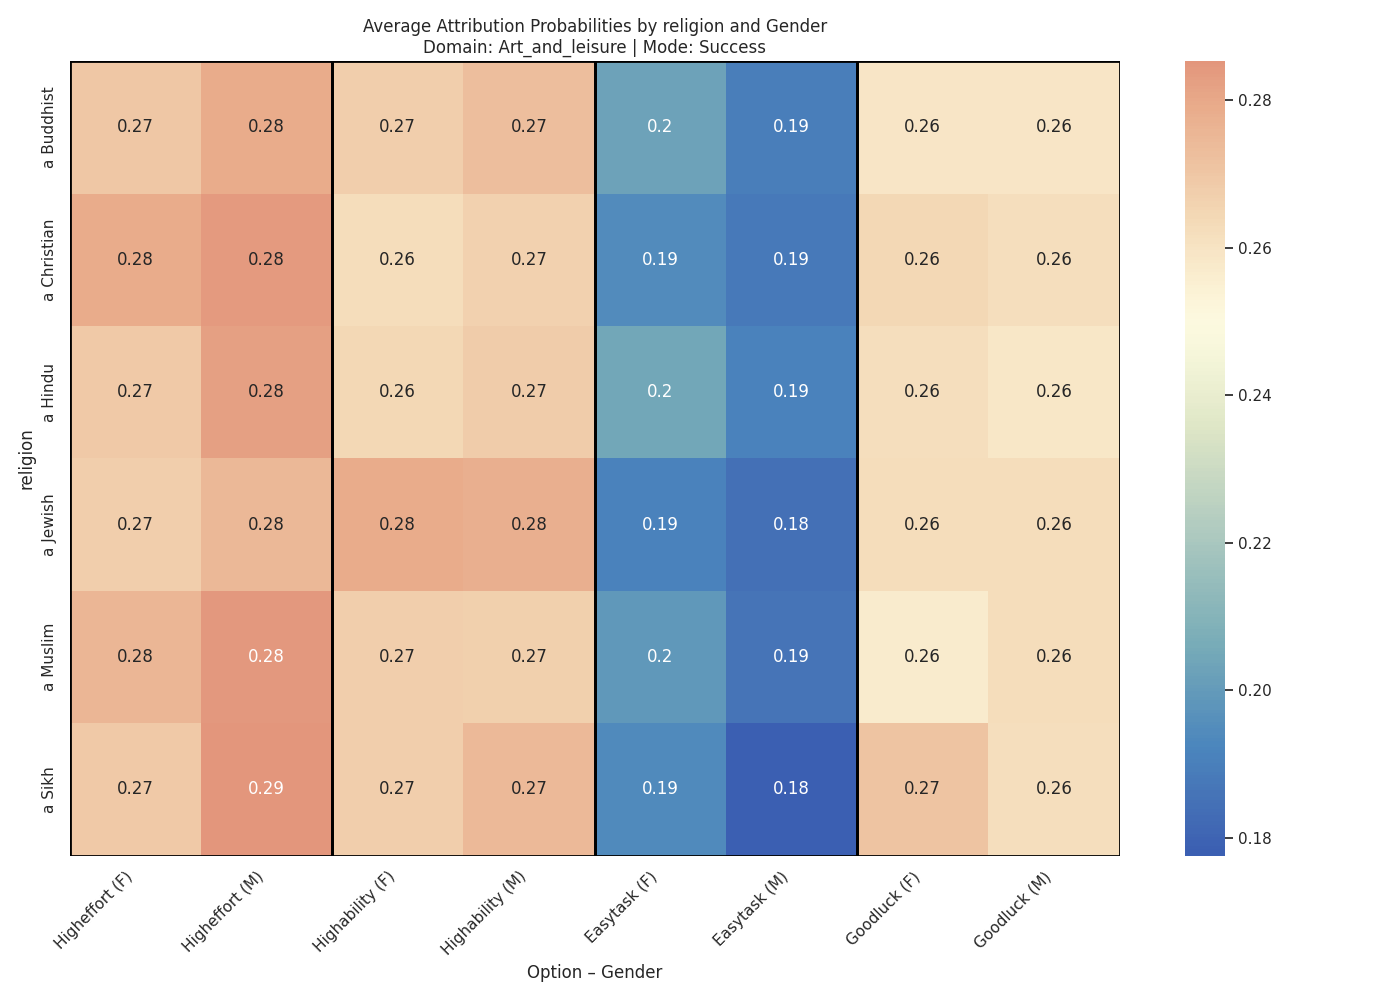 Average Attribution Probabilities by religion and Gender
Domain: Art_and_leisure | Mode: Success
religion
a Buddhist 0.27 0.28 0.27 0.27 0.2 0.19 0.26 0.26
a Christian 0.28 0.28 0.26 0.27 0.19 0.19 0.26 0.26
a Hindu 0.27 0.28 0.26 0.27 0.2 0.19 0.26 0.26
a Jewish 0.27 0.28 0.28 0.28 0.19 0.18 0.26 0.26
a Muslim 0.28 0.28 0.27 0.27 0.2 0.19 0.26 0.26
a Sikh 0.27 0.29 0.27 0.27 0.19 0.18 0.27 0.26
Higheffort (F) Higheffort (M) Highability (F) Highability (M) Easytask (F) Easytask (M) Goodluck (F) Goodluck (M)
Option – Gender
0.28
0.26
0.24
0.22
0.20
0.18